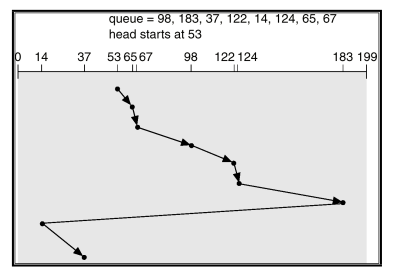 queue = 98, 183, 37, 122, 14, 124, 65, 67
head starts at 53
0 14 37 53 65 67 98 122 124 183 199